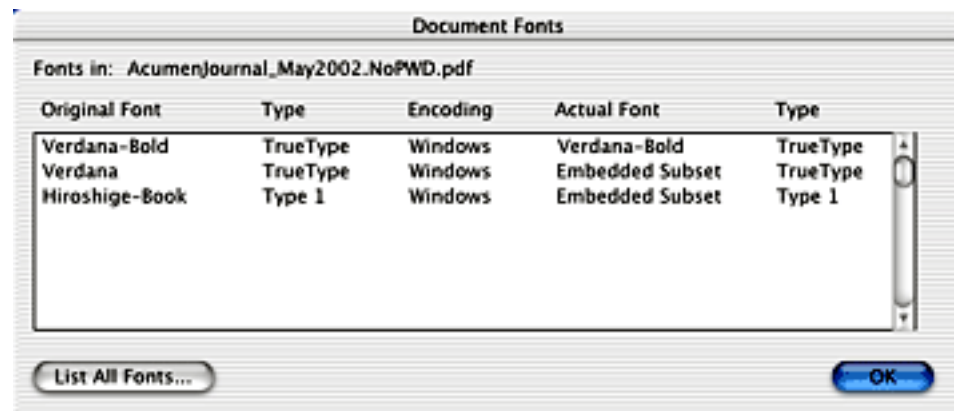 Document Fonts
Fonts in: AcumenJournal_May2002.NoPWD.pdf
Original Font Type Encoding Actual Font Type
Verdana-Bold TrueType Windows Verdana-Bold TrueType
Verdana TrueType Windows Embedded Subset TrueType
Hiroshige-Book Type 1 Windows Embedded Subset Type 1
List All Fonts... OK